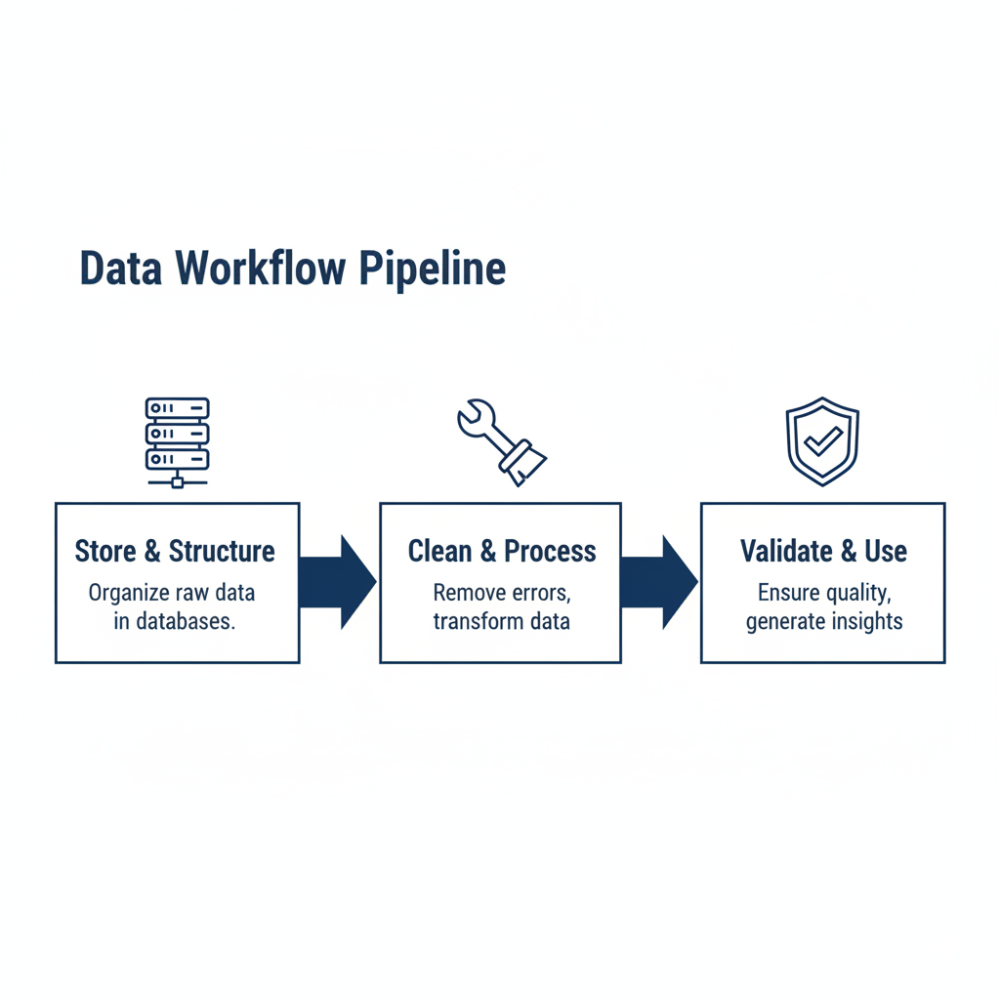 Data Workflow Pipeline
Store & Structure
Organize raw data
in databases.
Clean & Process
Remove errors,
transform data
Validate & Use
Ensure quality,
generate insights